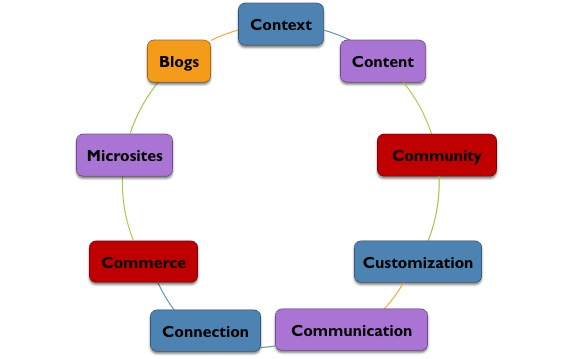 Context
Content
Community
Customization
Communication
Connection
Commerce
Microsites
Blogs